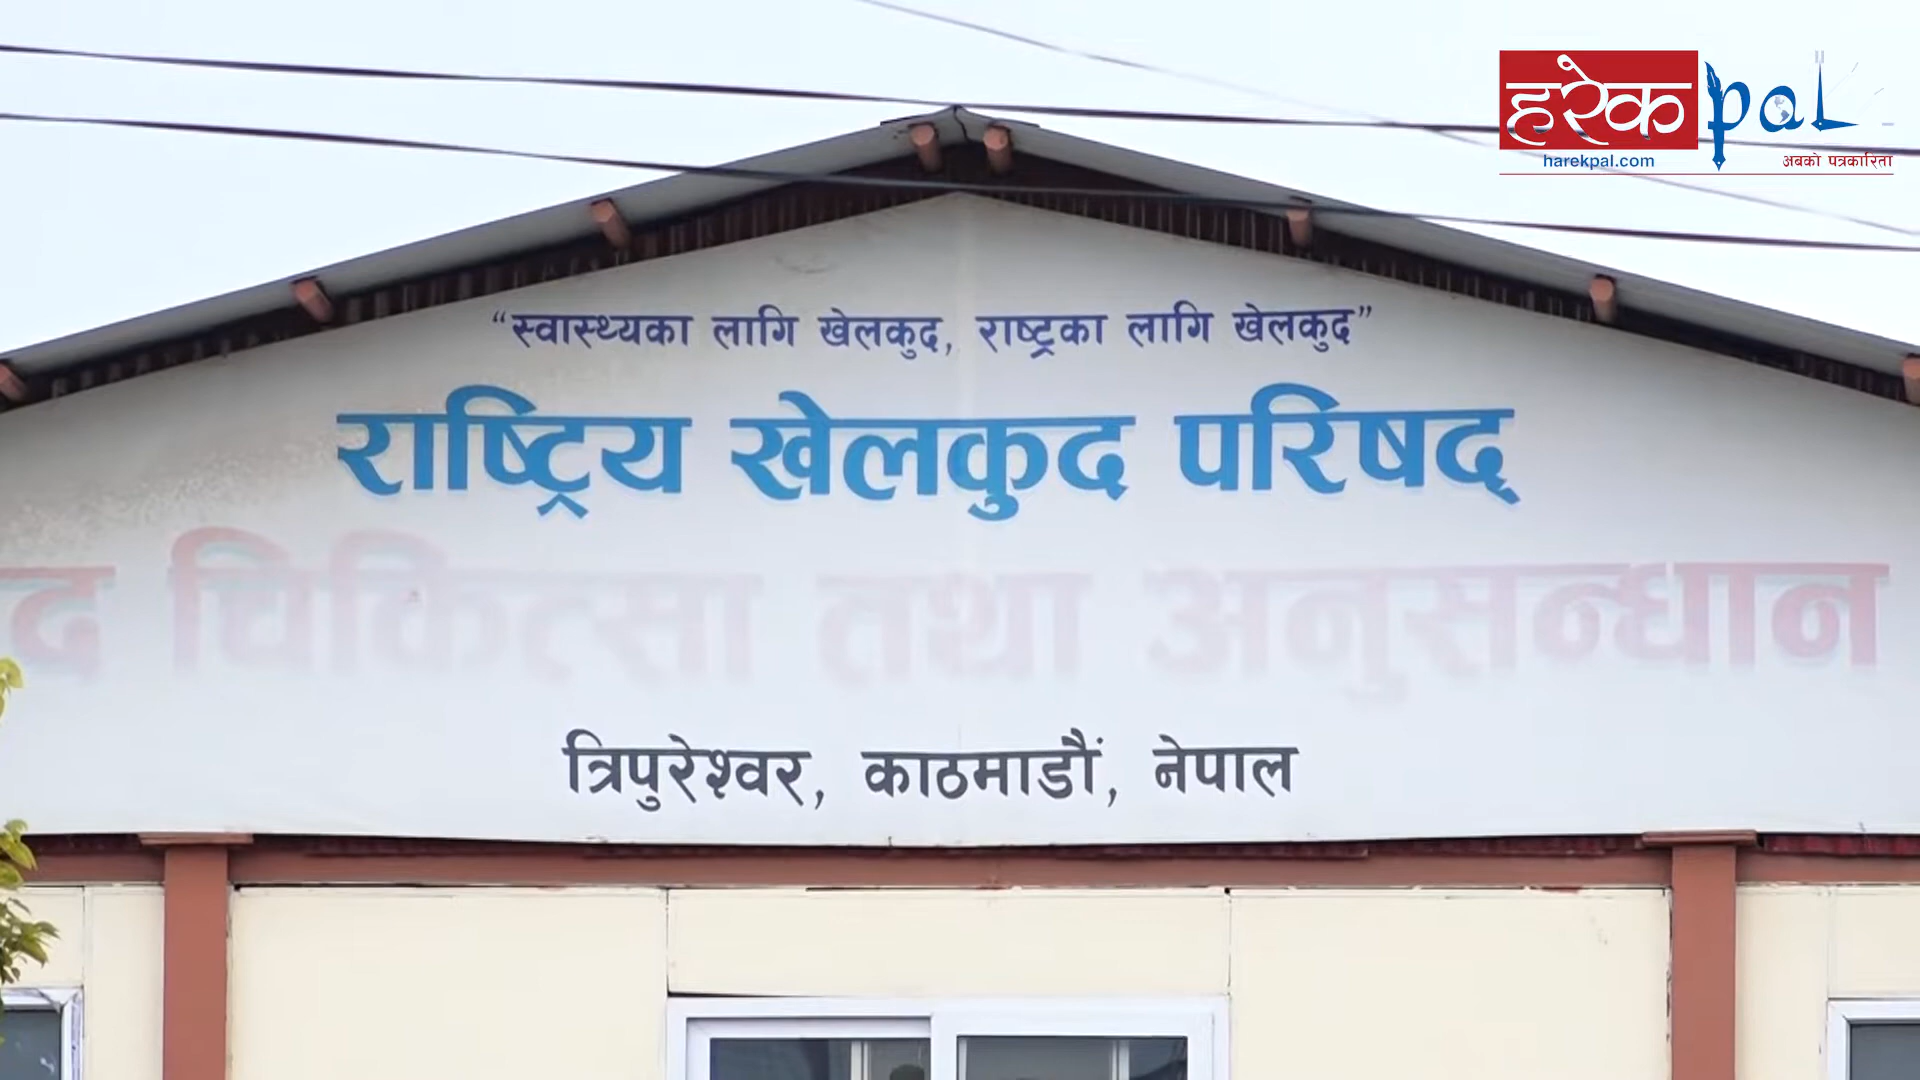 हरेकpal
harekpal.com
अबको पत्रकारिता
“स्वास्थ्यका लागि खेलकुद, राष्ट्रका लागि खेलकुद”
राष्ट्रिय खेलकुद परिषद्
चिकित्सा तथा अनुसन्धान
त्रिपुरेश्वर, काठमाडौं, नेपाल